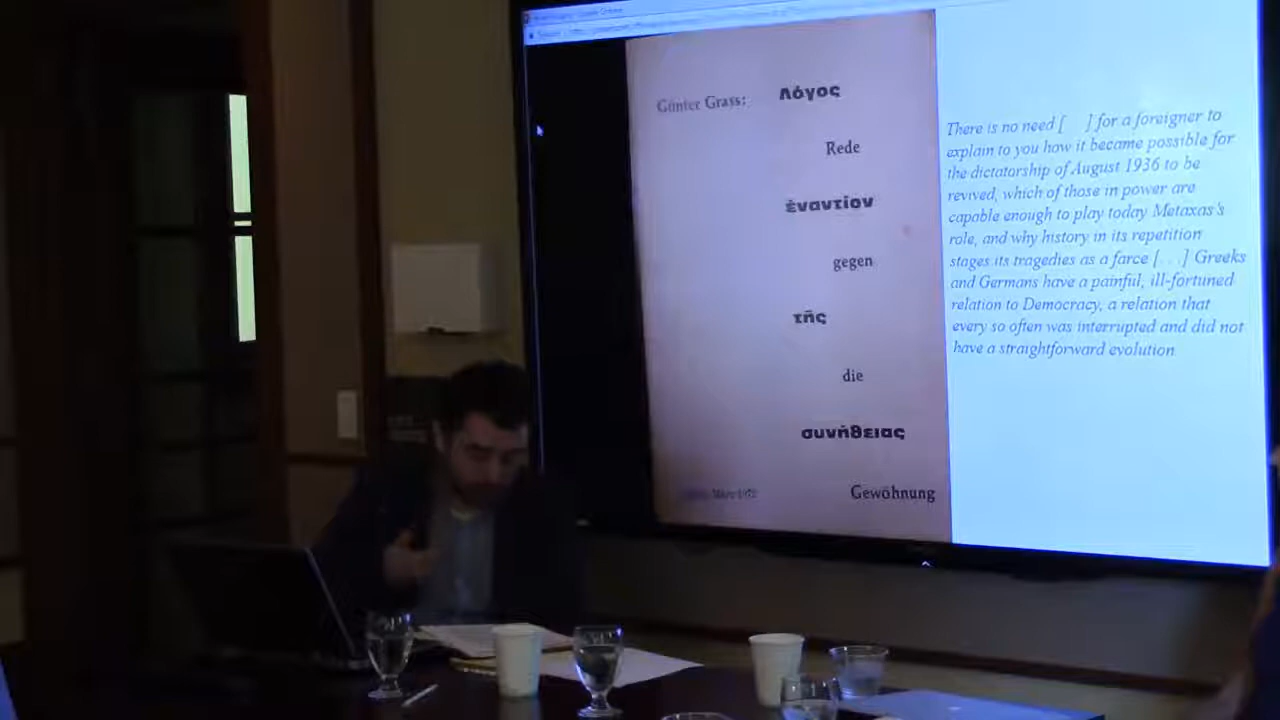 Günter Grass: Λόγος
Rede
ἐναντίον
gegen
τῆς
die
συνήθειας
Gewöhnung
März 1972
There is no need [ ] for a foreigner to
explain to you how it became possible for
the dictatorship of August 1936 to be
revived, which of those in power are
capable enough to play today Metaxas's
role, and why history in its repetition
stages its tragedies as a farce [. . .] Greeks
and Germans have a painful, ill-fortuned
relation to Democracy, a relation that
every so often was interrupted and did not
have a straightforward evolution